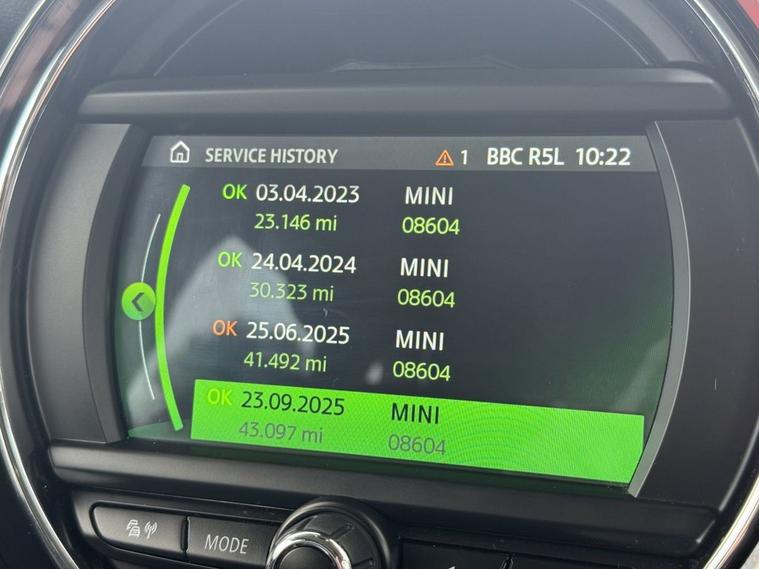 SERVICE HISTORY 1 BBC R5L 10:22
OK 03.04.2023 MINI
23.146 mi 08604
OK 24.04.2024 MINI
30.323 mi 08604
OK 25.06.2025 MINI
41.492 mi 08604
OK 23.09.2025 MINI
43.097 mi 08604
MODE